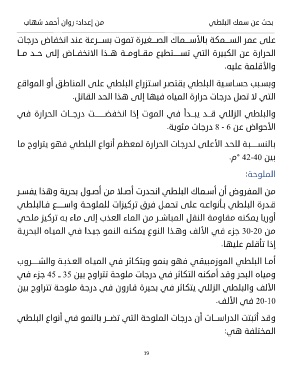 بحث عن سمك البلطي من إعداد: روان أحمد شهاب
على عمر السمكة بالأسماك الصغيرة تموت بسرعة عند انخفاض درجات
الحرارة عن الكبيرة التي تستطيع مقاومة هذا الانخفاض إلى حد ما
والأقلمة عليه.
وبسبب حساسية البلطي يقتصر استزراع البلطي على المناطق أو المواقع
التي لا تصل درجات حرارة المياه فيها إلى هذا الحد القاتل.
والبلطي الزللي قد يبدأ في الموت إذا انخفضت درجات الحرارة في
الأحواض عن 6 - 8 درجات مئوية.
بالنسبة للحد الأعلى لدرجات الحرارة لمعظم أنواع البلطي فهو يتراوح ما
بين 40-42 °م.
الملوحة:
من المفروض أن أسماك البلطي انحدرت أصلا من أصول بحرية وهذا يفسر
قدرة البلطي بأنواعه على تحمل فرق تركيزات للملوحة واسع فالبلطي
أوريا يمكنه مقاومة النقل المباشر من الماء العذب إلى ماء به تركيز ملحي
من 20-30 جزء في الألف وهذا النوع يمكنه النمو جيدا في المياه البحرية
إذا تأقلم عليها.
أما البلطي الموزمبيقي فهو ينمو ويتكاثر في المياه العذبة والشروب
ومياه البحر وقد أمكنه التكاثر في درجات ملوحة تتراوح بين 35 ـ 45 جزء في
الألف والبلطي الزللي يتكاثر في بحيرة قارون في درجة ملوحة تتراوح بين
10-20 في الألف.
وقد أثبتت الدراسات أن درجات الملوحة التي تضر بالنمو في أنواع البلطي
المختلفة هي:
19